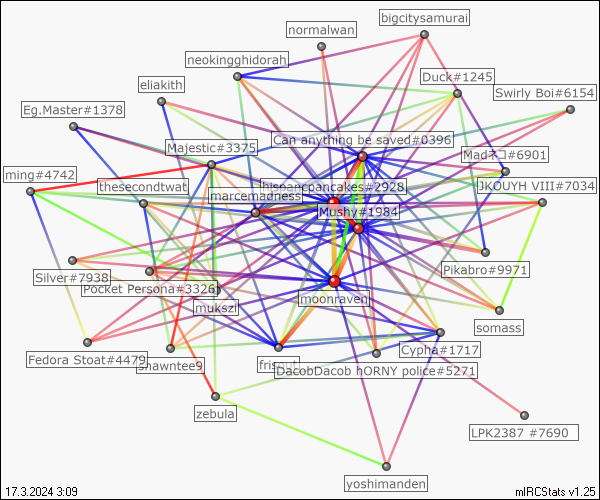 bigcitysamurai
normalwan
neokingghidorah
Duck#1245
eliakith
Swirly Boi#6154
Eg.Master#1378
Can anything be saved#0396
Majestic#3375
Madネコ#6901
ming#4742
thesecondtwat
hispancpancakes#2928
JKOUYH VIII#7034
marcemadness
Mushy#1984
Pikabro#9971
Silver#7938
Pocket Persona#3326
moonraven
mukszi
somass
Cypha#1717
Fedora Stoat#4479
shawntee9
DacobDacob hORNY police#5271
zebula
LPK2387 #7690
yoshimanden
17.3.2024 3:09
mIRCStats v1.25